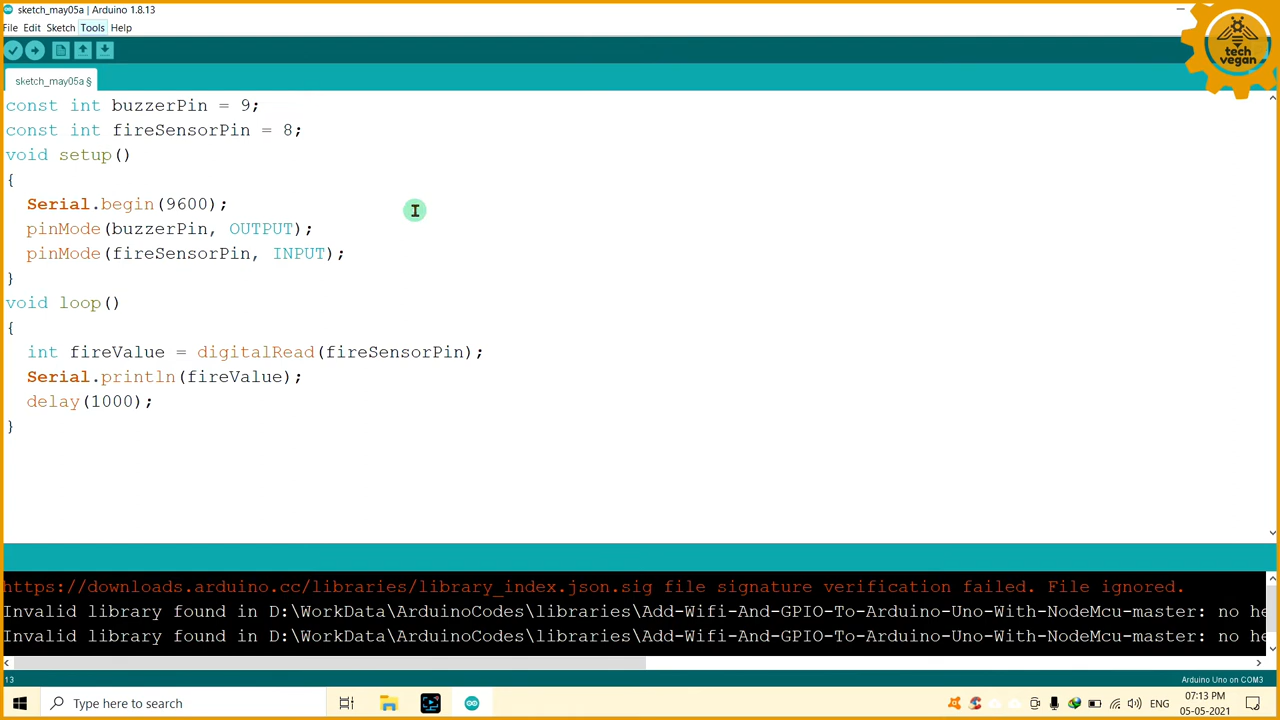 sketch_may05a | Arduino 1.8.13
File Edit Sketch Tools Help
tech
vegan
sketch_may05a §
const int buzzerPin = 9;
const int fireSensorPin = 8;
void setup()
{
Serial.begin(9600);
pinMode(buzzerPin, OUTPUT);
pinMode(fireSensorPin, INPUT);
}
void loop()
{
int fireValue = digitalRead(fireSensorPin);
Serial.println(fireValue);
delay(1000);
}
https://downloads.arduino.cc/libraries/library_index.json.sig file signature verification failed. File ignored.
Invalid library found in D:\WorkData\ArduinoCodes\libraries\Add-Wifi-And-GPIO-To-Arduino-Uno-With-NodeMcu-master: no he
Invalid library found in D:\WorkData\ArduinoCodes\libraries\Add-Wifi-And-GPIO-To-Arduino-Uno-With-NodeMcu-master: no he
13
Arduino Uno on COM3
Type here to search
ENG
07:13 PM
05-05-2021